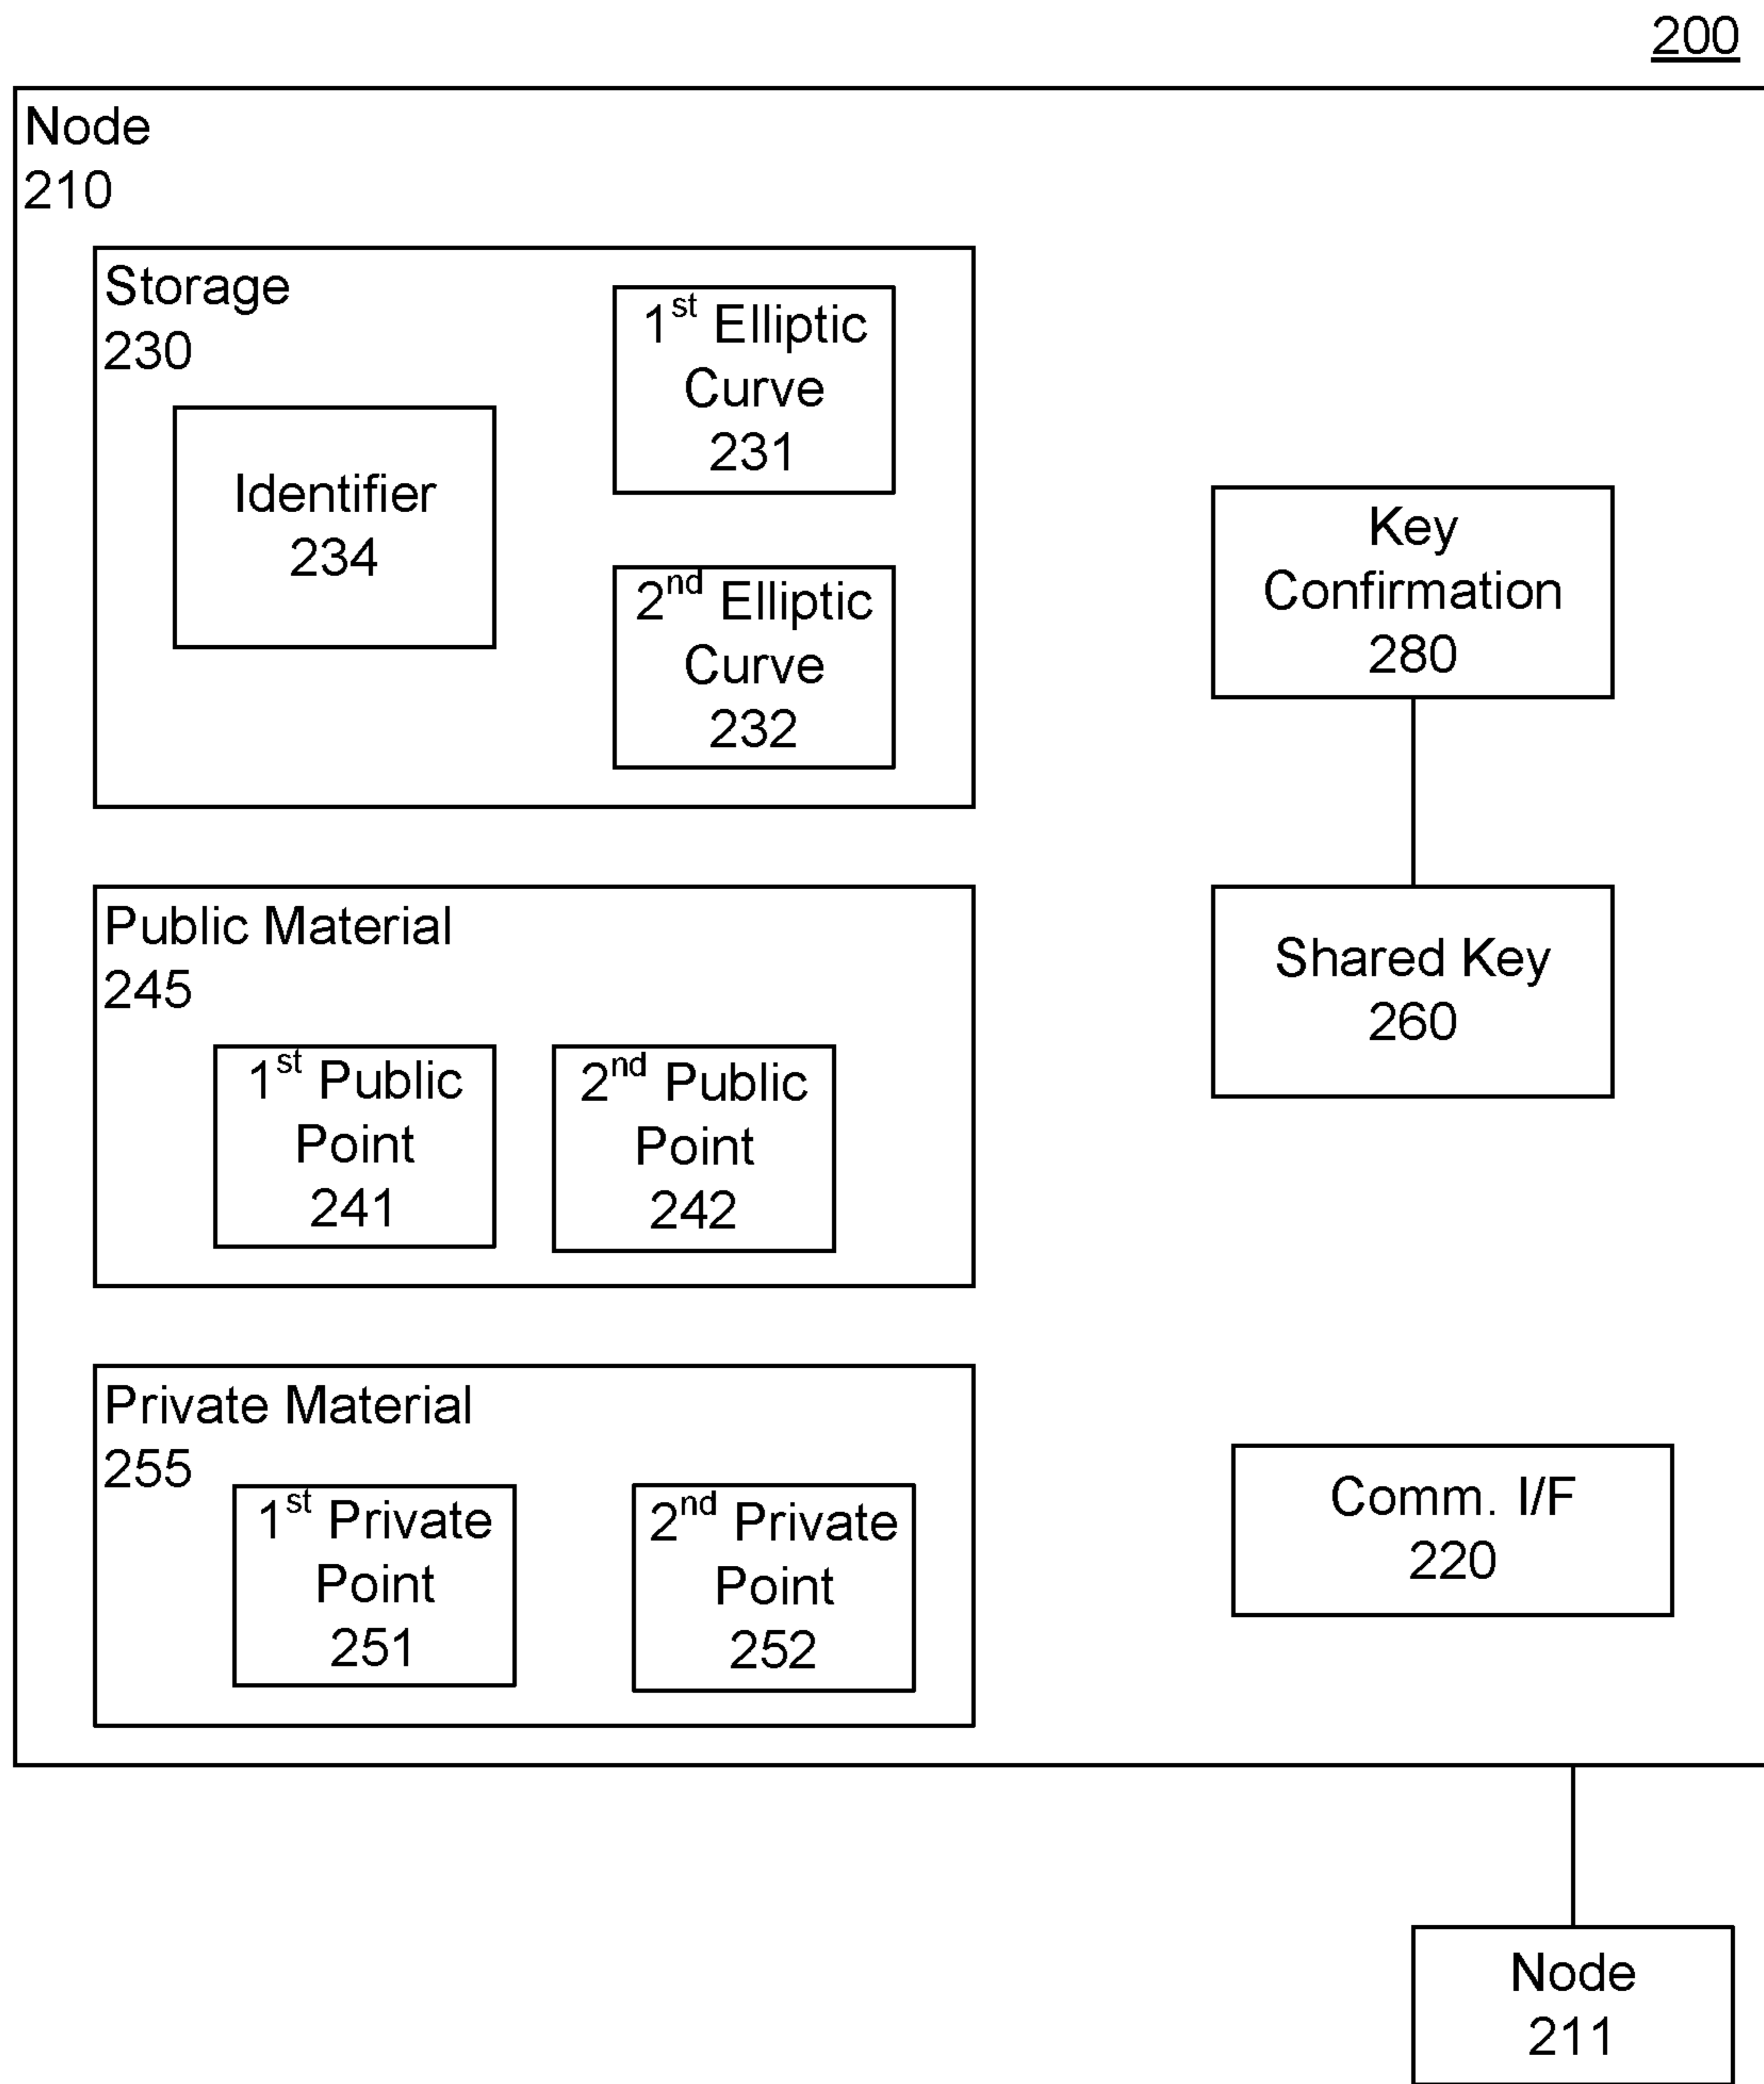 200
Node
210
Storage
230
1st Elliptic
Curve
231
Identifier
234
2nd Elliptic
Curve
232
Key
Confirmation
280
Public Material
245
1st Public
Point
241
2nd Public
Point
242
Shared Key
260
Private Material
255
1st Private
Point
251
2nd Private
Point
252
Comm. I/F
220
Node
211